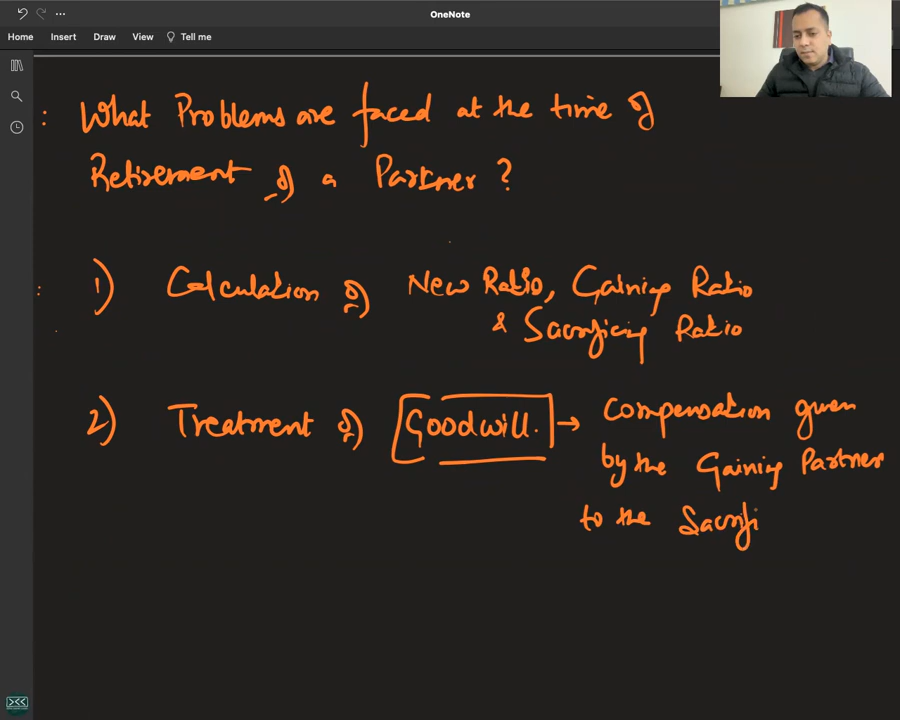 OneNote
Home Insert Draw View Tell me
: What Problems are faced at the time of
Retirement of a Partner ?
: 1) Calculation of New Ratio, Gaining Ratio
& Sacrificing Ratio
2) Treatment of Goodwill. → Compensation given
by the Gaining Partner
to the Sacrifi